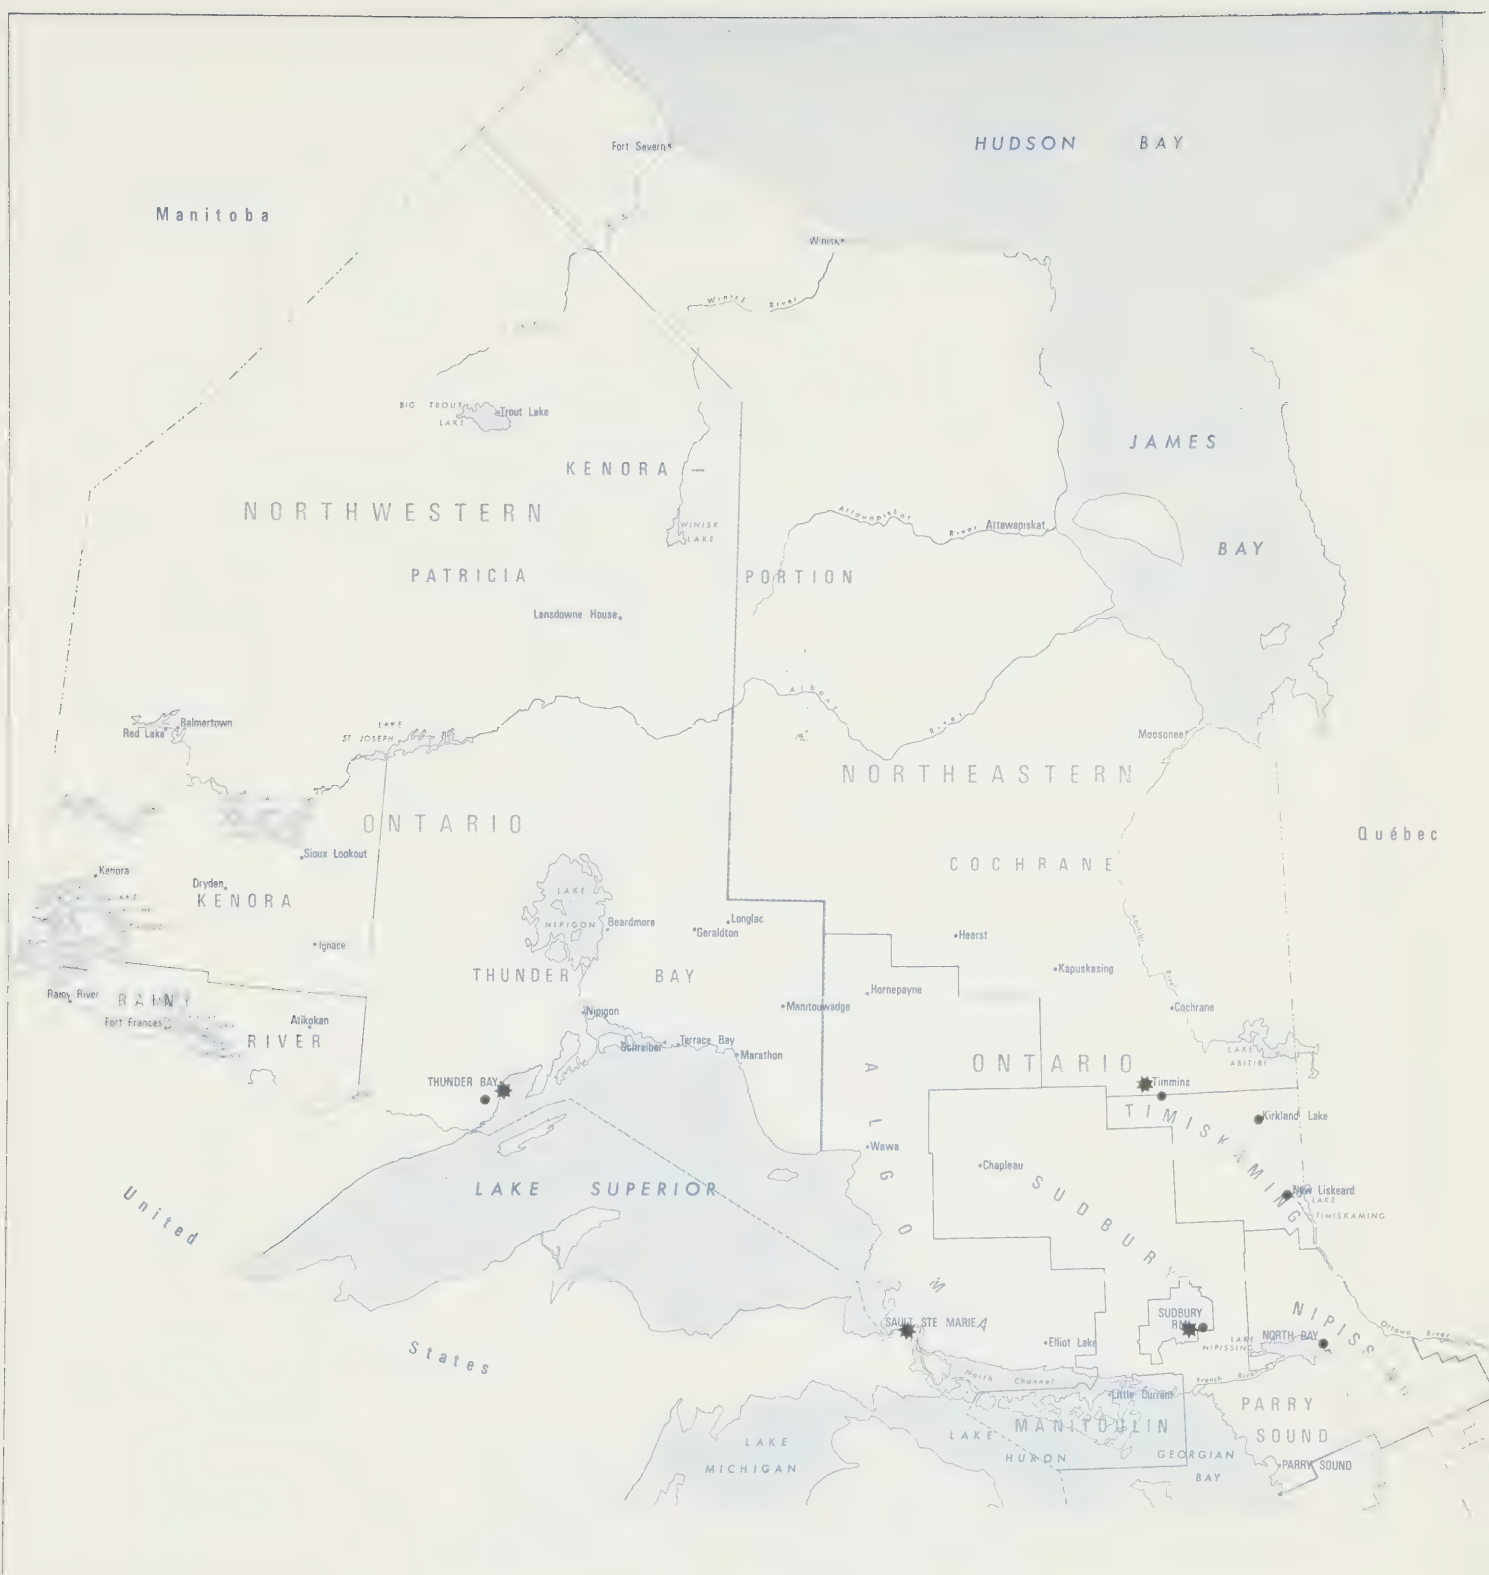 HUDSON BAY
Fort Severn
Manitoba
Winisk
Winisk River
BIG TROUT
LAKE
Trout Lake
JAMES
BAY
KENORA –
NORTHWESTERN
WINISK
LAKE
Attawapiskat River
Attawapiskat
PATRICIA
PORTION
Lansdowne House
Albany River
Balmertown
Red Lake
LAKE
ST JOSEPH
Moosonee
NORTHEASTERN
ONTARIO
Québec
Sioux Lookout
COCHRANE
Kenora
Dryden
KENORA
LAKE
NIPIGON
Beardmore
Longlac
Geraldton
Hearst
Abitibi River
Ignace
THUNDER BAY
Kapuskasing
Rainy River
RAINY
Hornepayne
Manitouwadge
Cochrane
Fort Frances
Atikokan
RIVER
Nipigon
Schreiber
Terrace Bay
Marathon
LAKE
ABITIBI
ONTARIO
THUNDER BAY
Timmins
TIMISKAMING
Kirkland Lake
ALGOMA
Wawa
Chapleau
SUDBURY
New Liskeard
LAKE
TIMISKAMING
LAKE SUPERIOR
United
States
SAULT STE MARIE
Elliot Lake
SUDBURY
NORTH BAY
LAKE
NIPISSING
Ottawa River
North Channel
French River
Little Current
MANITOULIN
PARRY
SOUND
LAKE
HURON
GEORGIAN
BAY
PARRY SOUND
LAKE
MICHIGAN